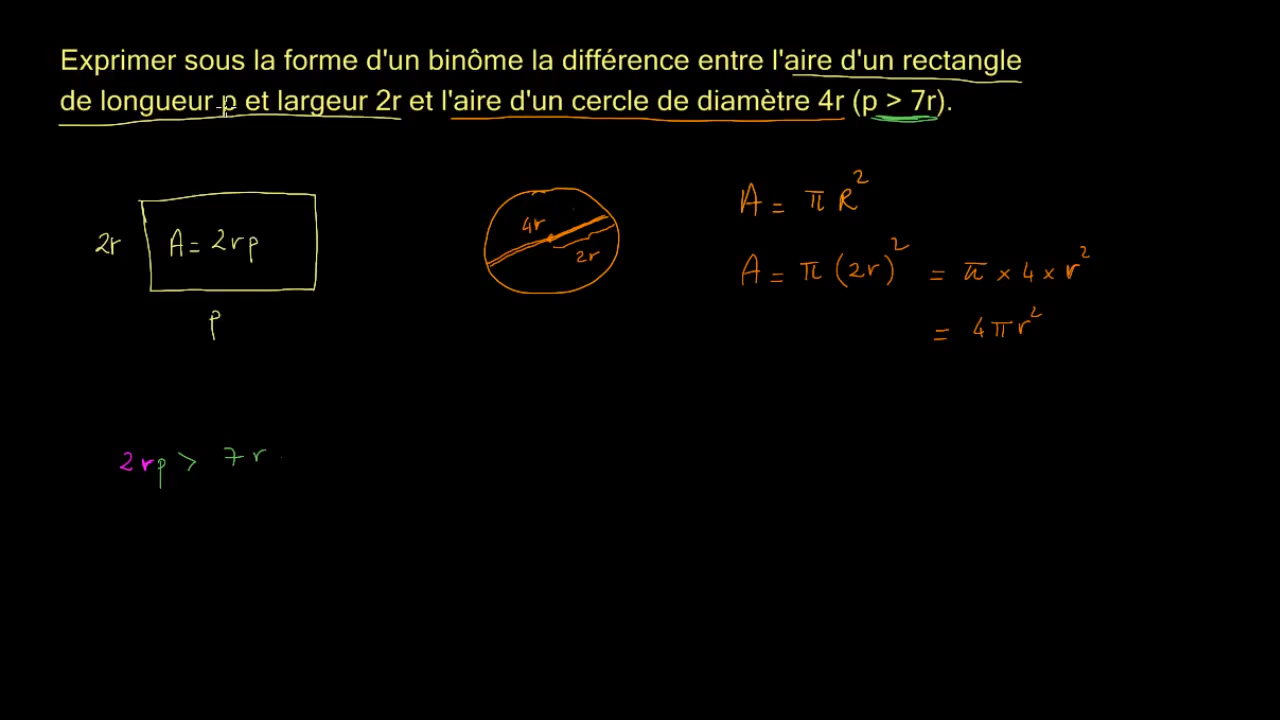 Exprimer sous la forme d'un binôme la différence entre l'aire d'un rectangle
de longueur p et largeur 2r et l'aire d'un cercle de diamètre 4r (p > 7r).
2r
A = 2rp
p
4r
2r
A = π R²
A = π (2r)² = π × 4 × r²
= 4πr²
2rp > 7r